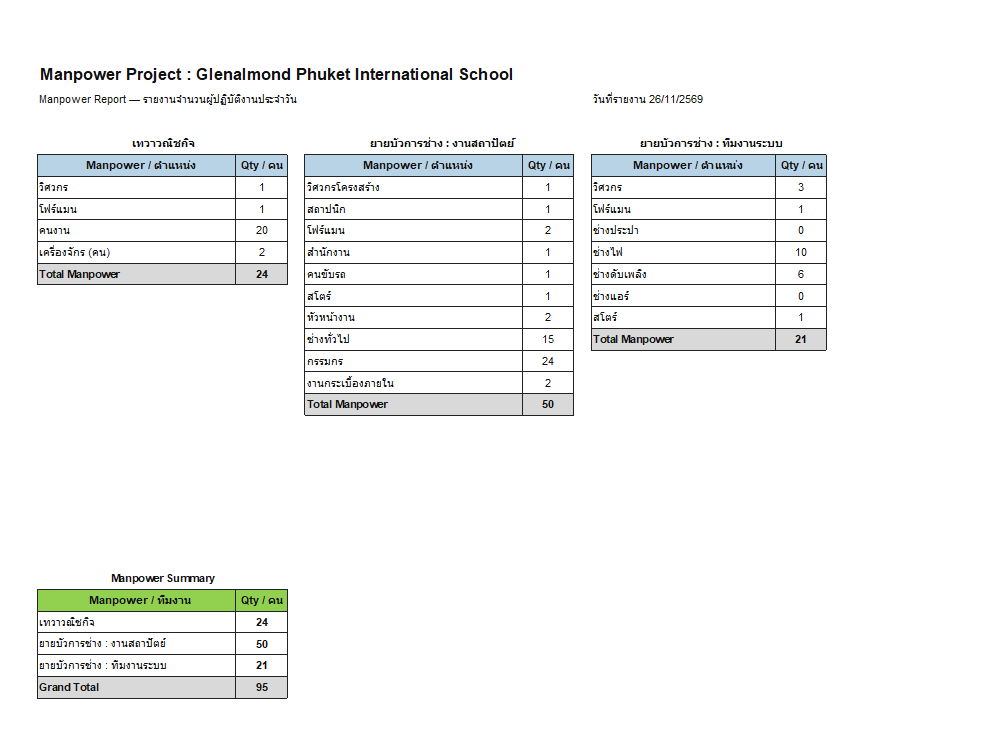 Manpower Project : Glenalmond Phuket International School
Manpower Report — รายงานจำนวนผู้ปฏิบัติงานประจำวัน วันที่รายงาน 26/11/2569
เทวาวณิชกิจ
Manpower / ตำแหน่ง Qty / คน
วิศวกร 1
โฟร์แมน 1
คนงาน 20
เครื่องจักร (คน) 2
Total Manpower 24
ยายบัวการช่าง : งานสถาปัตย์
Manpower / ตำแหน่ง Qty / คน
วิศวกรโครงสร้าง 1
สถาปนิก 1
โฟร์แมน 2
สำนักงาน 1
คนขับรถ 1
สโตร์ 1
หัวหน้างาน 2
ช่างทั่วไป 15
กรรมกร 24
งานกระเบื้องภายใน 2
Total Manpower 50
ยายบัวการช่าง : ทีมงานระบบ
Manpower / ตำแหน่ง Qty / คน
วิศวกร 3
โฟร์แมน 1
ช่างประปา 0
ช่างไฟ 10
ช่างดับเพลิง 6
ช่างแอร์ 0
สโตร์ 1
Total Manpower 21
Manpower Summary
Manpower / ทีมงาน Qty / คน
เทวาวณิชกิจ 24
ยายบัวการช่าง : งานสถาปัตย์ 50
ยายบัวการช่าง : ทีมงานระบบ 21
Grand Total 95